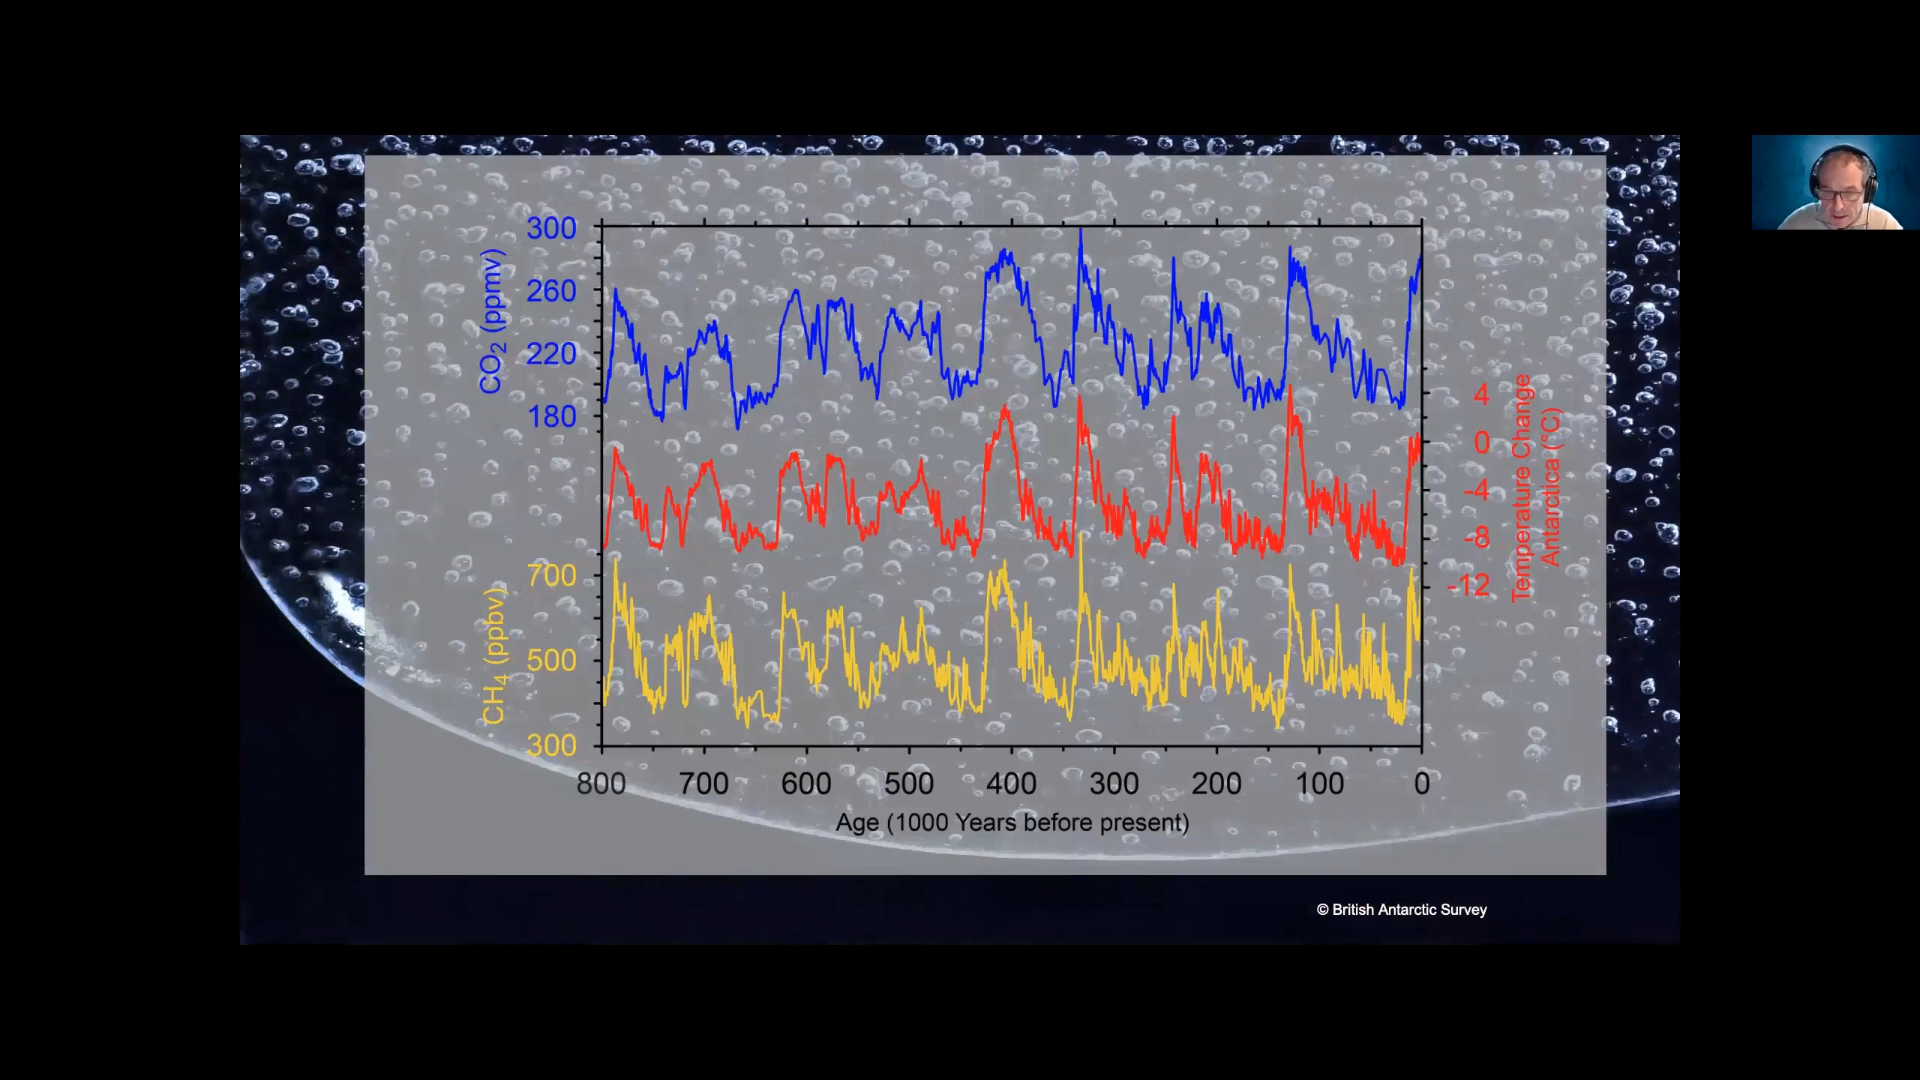 300
260
220
180
CO2 (ppmv)
4
0
-4
-8
-12
Temperature Change
Antarctica (°C)
700
500
300
CH4 (ppbv)
800 700 600 500 400 300 200 100 0
Age (1000 Years before present)
© British Antarctic Survey